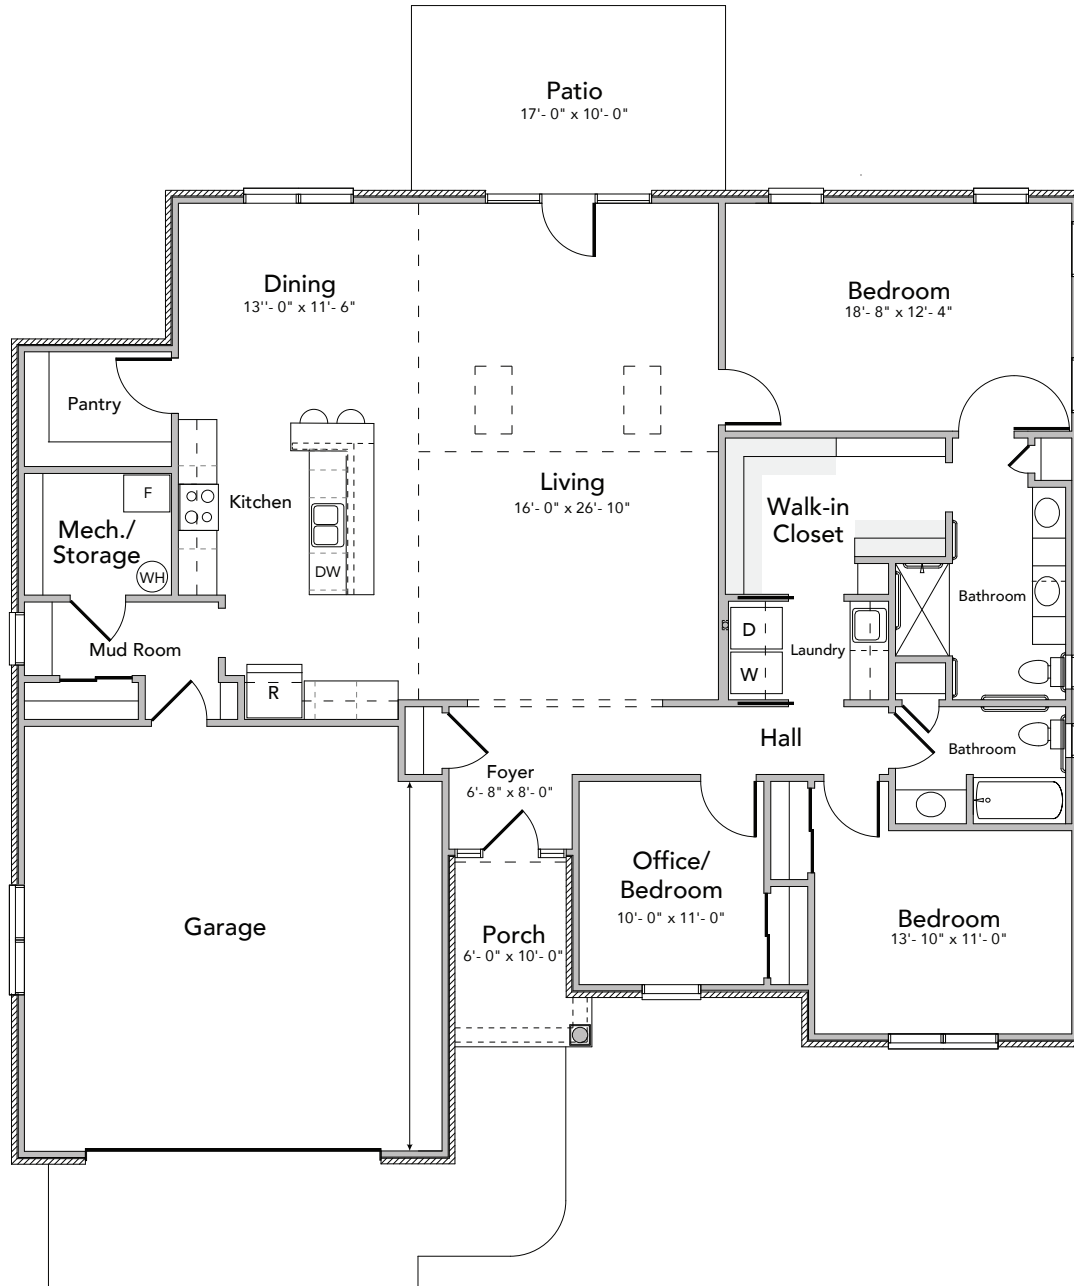 Patio
17'- 0" x 10'- 0"
Dining
13''- 0" x 11'- 6"
Bedroom
18'- 8" x 12'- 4"
Pantry
F
Kitchen
Living
16'- 0" x 26'- 10"
Walk-in
Closet
Mech./
Storage
WH
DW
Bathroom
D
Mud Room
Laundry
W
R
Hall
Bathroom
Foyer
6'- 8" x 8'- 0"
Office/
Bedroom
10'- 0" x 11'- 0"
Garage
Porch
6'- 0" x 10'- 0"
Bedroom
13'- 10" x 11'- 0"